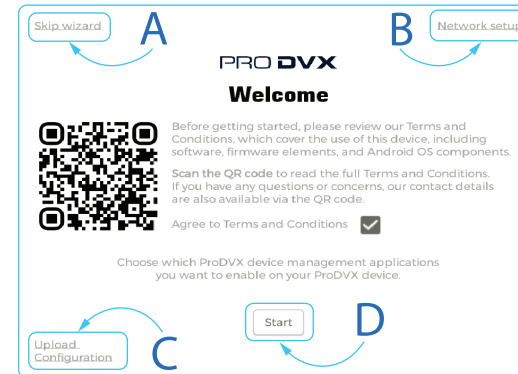 Skip wizard
A
B
Network setup
PRO DVX
Welcome
Before getting started, please review our Terms and
Conditions, which cover the use of this device, including
software, firmware elements, and Android OS components.
Scan the QR code to read the full Terms and Conditions.
If you have any questions or concerns, our contact details
are also available via the QR code.
Agree to Terms and Conditions
Choose which ProDVX device management applications
you want to enable on your ProDVX device.
Start
D
Upload
Configuration
C